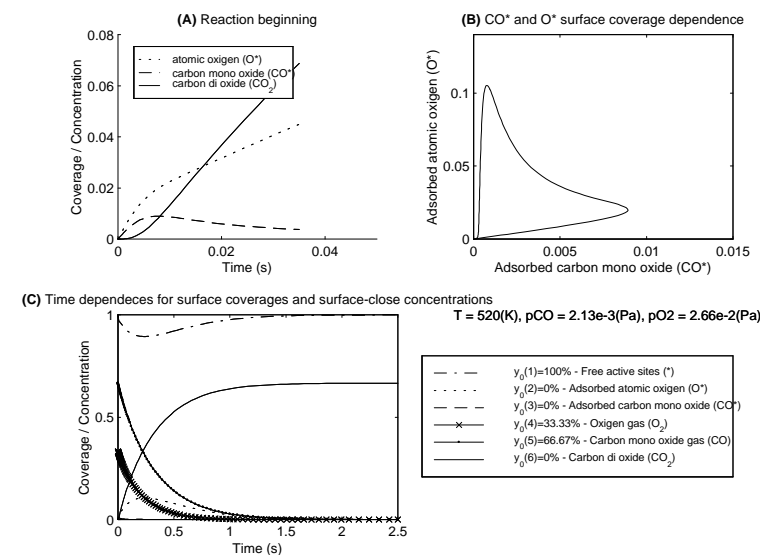 (A) Reaction beginning
0.08
0.06
0.04
0.02
0
0
0.02
0.04
Coverage / Concentration
Time (s)
atomic oxigen (O*)
carbon mono oxide (CO*)
carbon di oxide (CO2)
(B) CO* and O* surface coverage dependence
0.1
0.05
0
0
0.005
0.01
0.015
Adsorbed atomic oxigen (O*)
Adsorbed carbon mono oxide (CO*)
(C) Time dependeces for surface coverages and surface-close concentrations
T = 520(K), pCO = 2.13e-3(Pa), pO2 = 2.66e-2(Pa)
1
0.5
0
0
0.5
1
1.5
2
2.5
Coverage / Concentration
Time (s)
y0(1)=100% - Free active sites (*)
y0(2)=0% - Adsorbed atomic oxigen (O*)
y0(3)=0% - Adsorbed carbon mono oxide (CO*)
y0(4)=33.33% - Oxigen gas (O2)
y0(5)=66.67% - Carbon mono oxide gas (CO)
y0(6)=0% - Carbon di oxide (CO2)